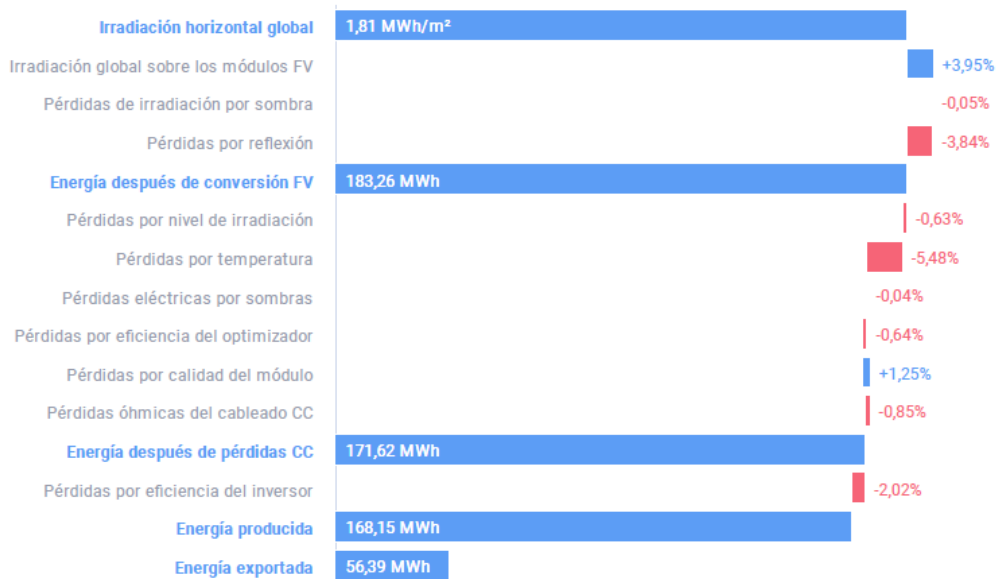 Irradiación horizontal global 1,81 MWh/m²
Irradiación global sobre los módulos FV +3,95%
Pérdidas de irradiación por sombra -0,05%
Pérdidas por reflexión -3,84%
Energía después de conversión FV 183,26 MWh
Pérdidas por nivel de irradiación -0,63%
Pérdidas por temperatura -5,48%
Pérdidas eléctricas por sombras -0,04%
Pérdidas por eficiencia del optimizador -0,64%
Pérdidas por calidad del módulo +1,25%
Pérdidas óhmicas del cableado CC -0,85%
Energía después de pérdidas CC 171,62 MWh
Pérdidas por eficiencia del inversor -2,02%
Energía producida 168,15 MWh
Energía exportada 56,39 MWh